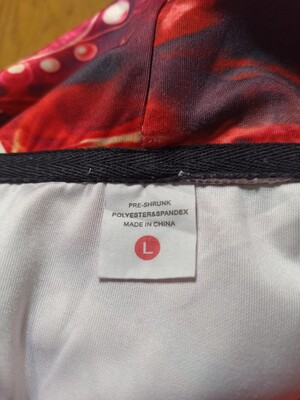 PRE-SHRUNK
POLYESTER&SPANDEX
MADE IN CHINA
L